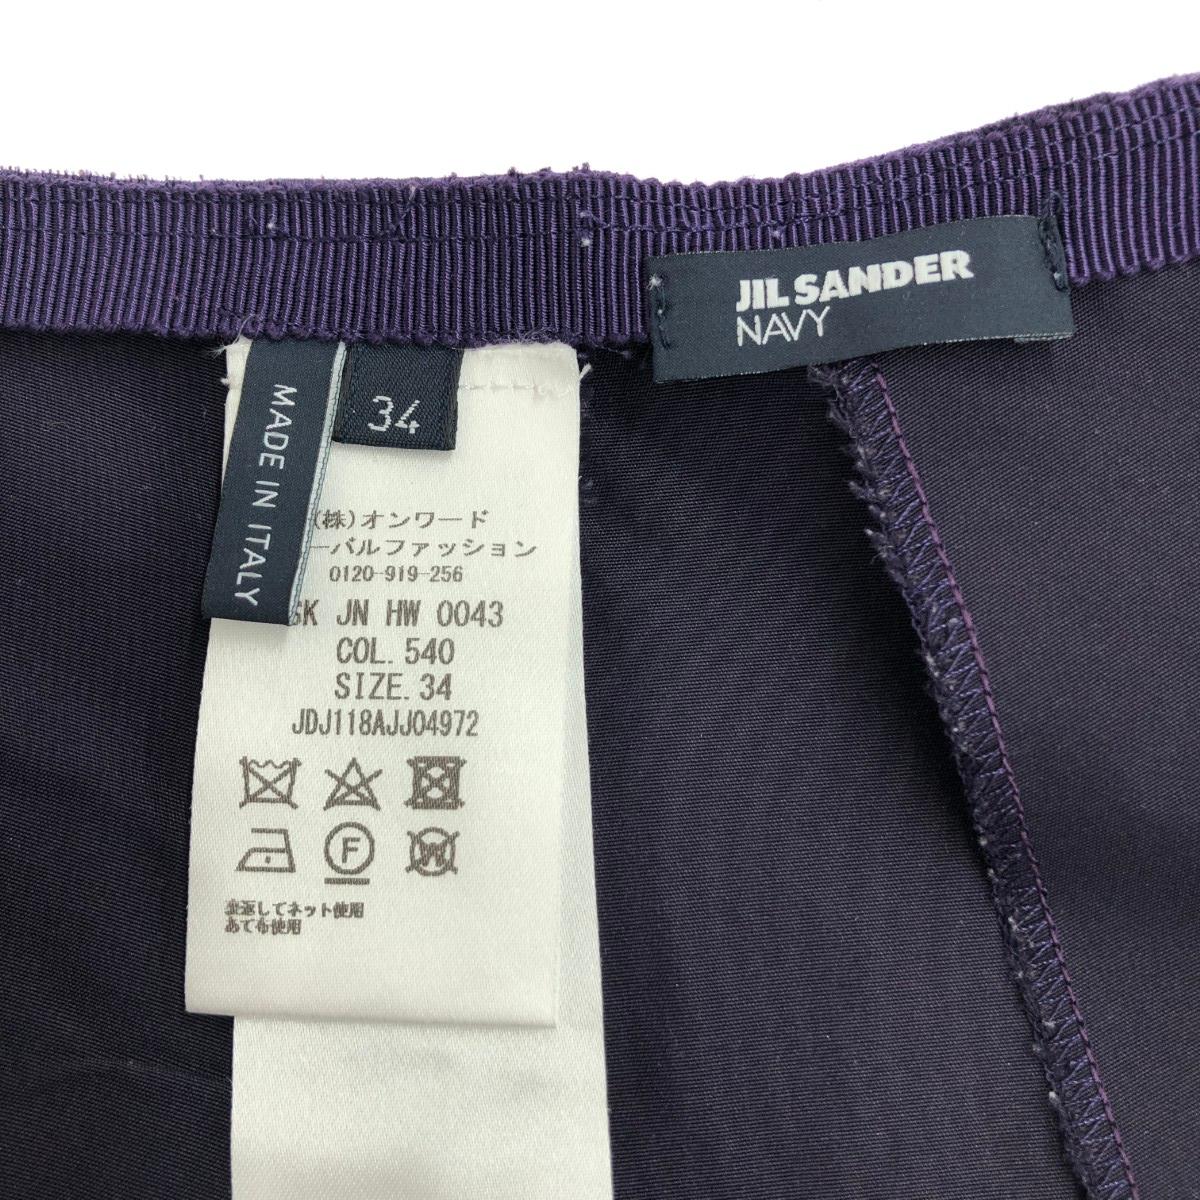 JIL SANDER
NAVY
34
MADE IN ITALY
(株)オンワード
ーバルファッション
0120-919-256
SK JN HW 0043
COL. 540
SIZE. 34
JDJ118AJJ04972
F
W
裏返してネット使用
あて布使用